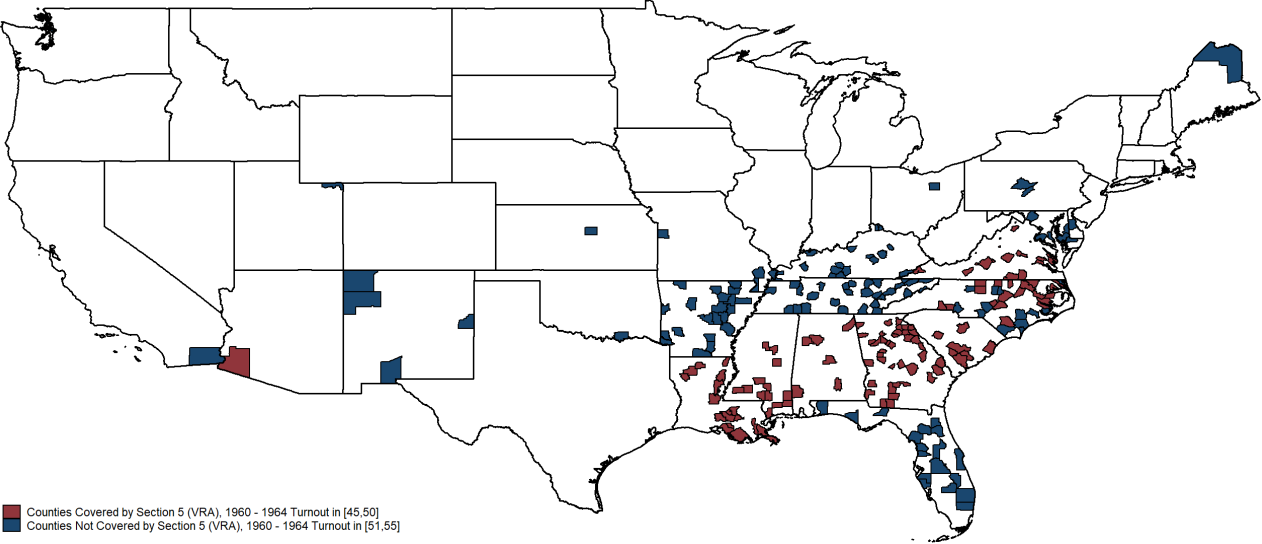 Counties Covered by Section 5 (VRA), 1960 - 1964 Turnout in [45,50)
Counties Not Covered by Section 5 (VRA), 1960 - 1964 Turnout in [51,55]